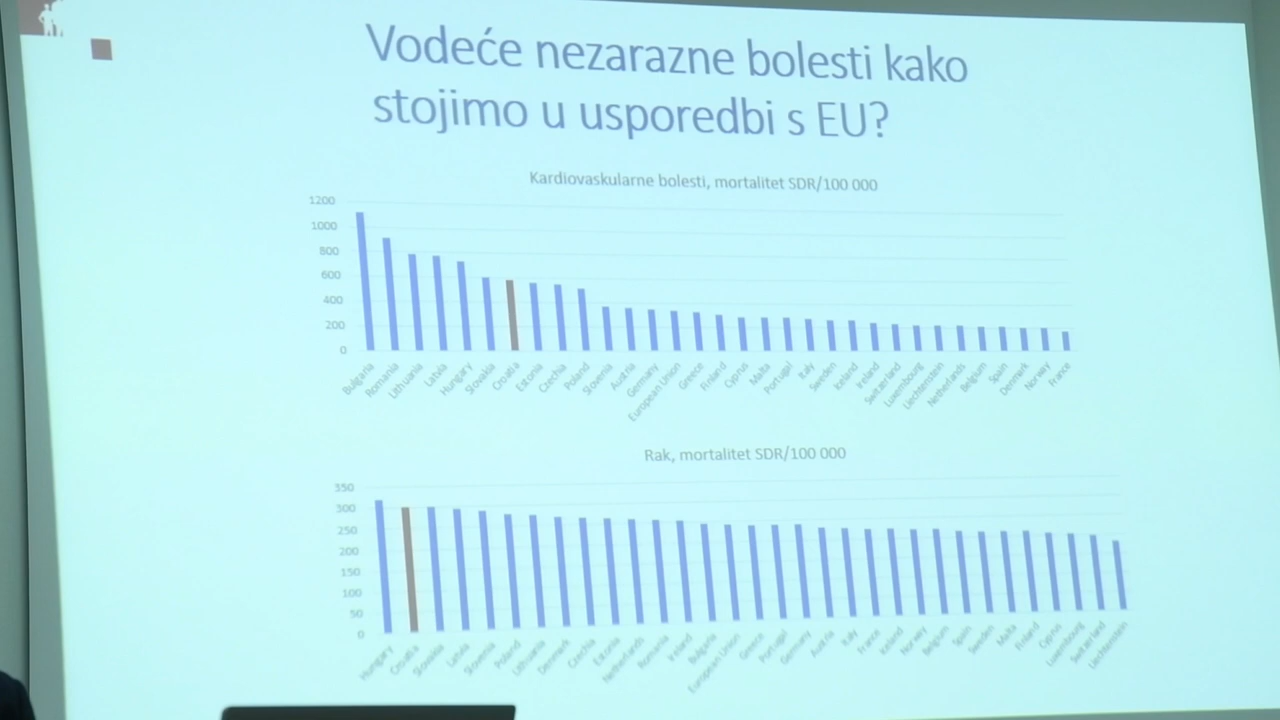 Vodeće nezarazne bolesti kako
stojimo u usporedbi s EU?
Kardiovaskularne bolesti, mortalitet SDR/100 000
1200
1000
800
600
400
200
0
Bulgaria
Romania
Lithuania
Latvia
Hungary
Slovakia
Croatia
Estonia
Czechia
Poland
Slovenia
Austria
Germany
European Union
Greece
Finland
Cyprus
Malta
Portugal
Italy
Sweden
Iceland
Ireland
Switzerland
Luxembourg
Liechtenstein
Netherlands
Belgium
Spain
Denmark
Norway
France
Rak, mortalitet SDR/100 000
350
300
250
200
150
100
50
0
Hungary
Croatia
Slovakia
Latvia
Slovenia
Poland
Lithuania
Denmark
Czechia
Estonia
Netherlands
Romania
Ireland
Bulgaria
European Union
Greece
Portugal
Germany
Austria
Italy
France
Iceland
Norway
Belgium
Spain
Sweden
Malta
Finland
Cyprus
Luxembourg
Switzerland
Liechtenstein